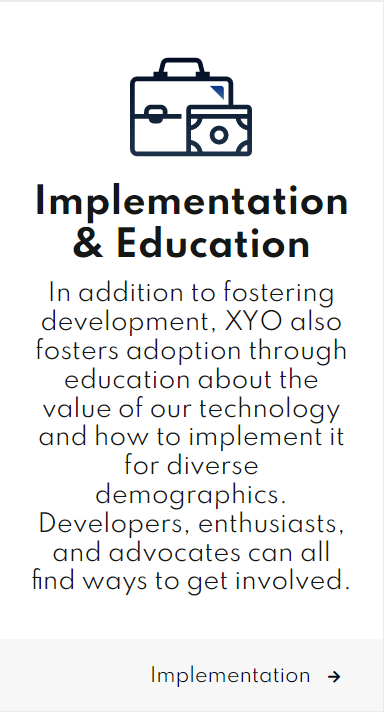 Implementation
& Education
In addition to fostering
development, XYO also
fosters adoption through
education about the
value of our technology
and how to implement it
for diverse
demographics.
Developers, enthusiasts,
and advocates can all
find ways to get involved.
Implementation →